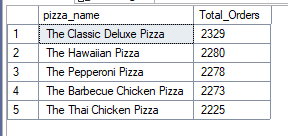 pizza_name Total_Orders
1 The Classic Deluxe Pizza 2329
2 The Hawaiian Pizza 2280
3 The Pepperoni Pizza 2278
4 The Barbecue Chicken Pizza 2273
5 The Thai Chicken Pizza 2225